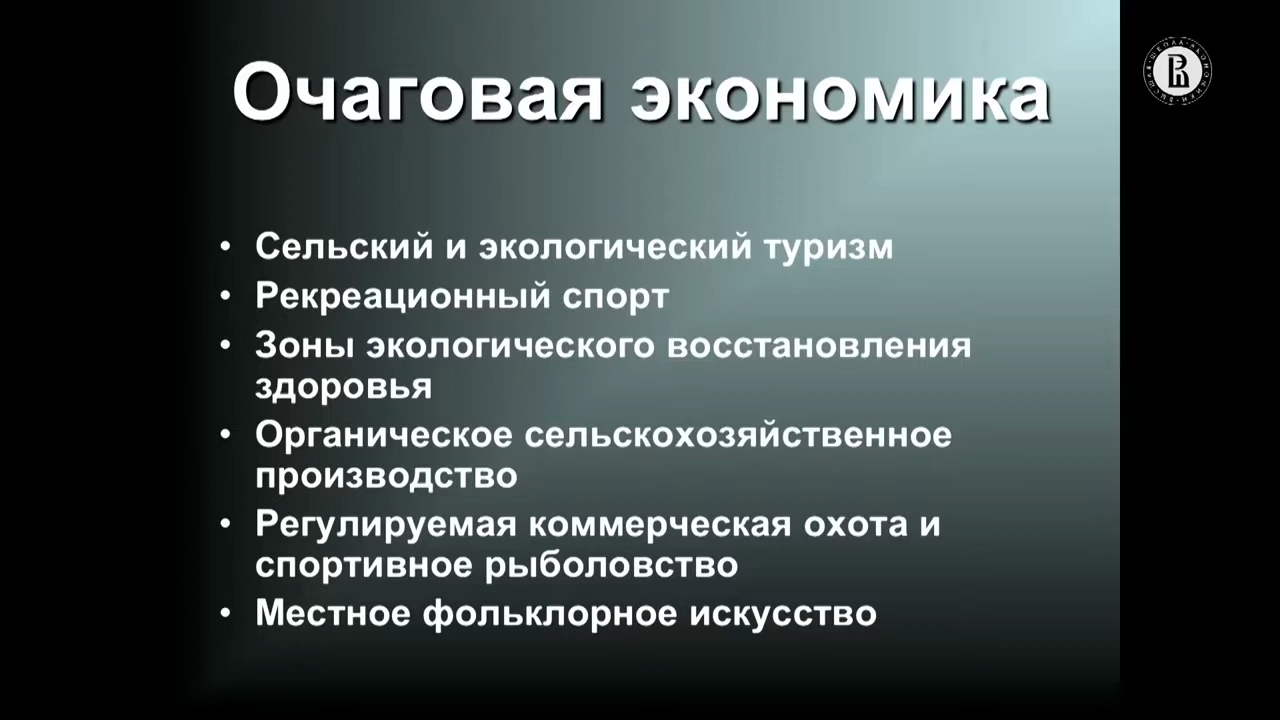 Очаговая экономика
• Сельский и экологический туризм
• Рекреационный спорт
• Зоны экологического восстановления
здоровья
• Органическое сельскохозяйственное
производство
• Регулируемая коммерческая охота и
спортивное рыболовство
• Местное фольклорное искусство